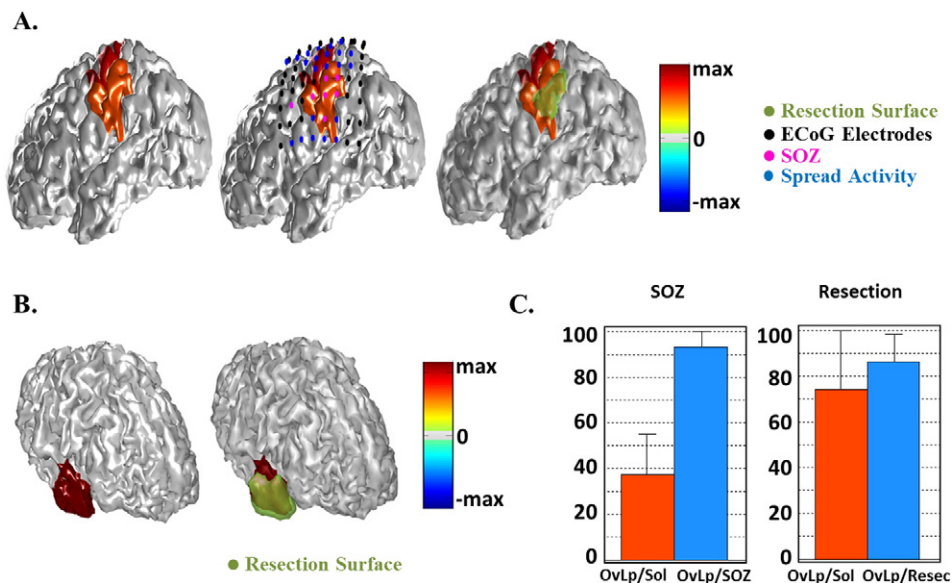 A.
max
0
-max
Resection Surface
ECoG Electrodes
SOZ
Spread Activity
B.
max
0
-max
Resection Surface
C.
SOZ
100
80
60
40
20
0
OvLp/Sol OvLp/SOZ
Resection
100
80
60
40
20
0
OvLp/Sol OvLp/Resec